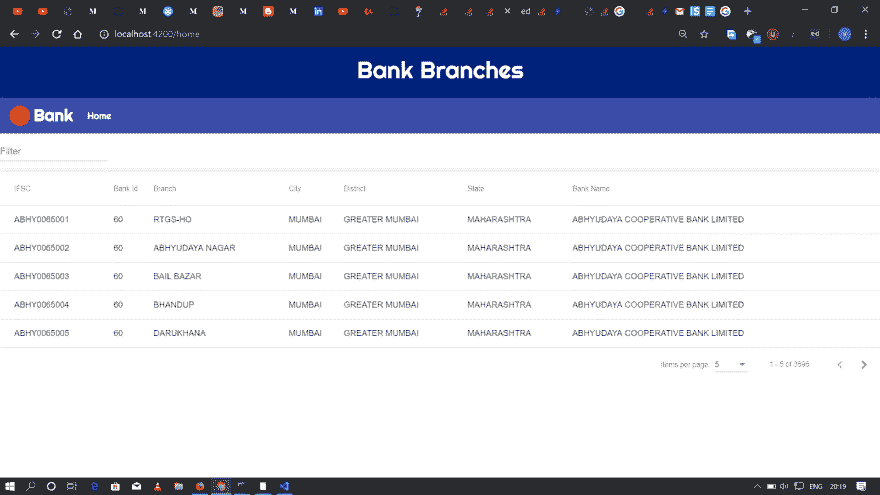 localhost:4200/home
Bank Branches
Bank Home
Filter
IFSC Bank Id Branch City District State Bank Name
ABHY0065001 60 RTGS-HO MUMBAI GREATER MUMBAI MAHARASHTRA ABHYUDAYA COOPERATIVE BANK LIMITED
ABHY0065002 60 ABHYUDAYA NAGAR MUMBAI GREATER MUMBAI MAHARASHTRA ABHYUDAYA COOPERATIVE BANK LIMITED
ABHY0065003 60 BAIL BAZAR MUMBAI GREATER MUMBAI MAHARASHTRA ABHYUDAYA COOPERATIVE BANK LIMITED
ABHY0065004 60 BHANDUP MUMBAI GREATER MUMBAI MAHARASHTRA ABHYUDAYA COOPERATIVE BANK LIMITED
ABHY0065005 60 DARUKHANA MUMBAI GREATER MUMBAI MAHARASHTRA ABHYUDAYA COOPERATIVE BANK LIMITED
Items per page: 5 1 - 5 of
ENG 20:19